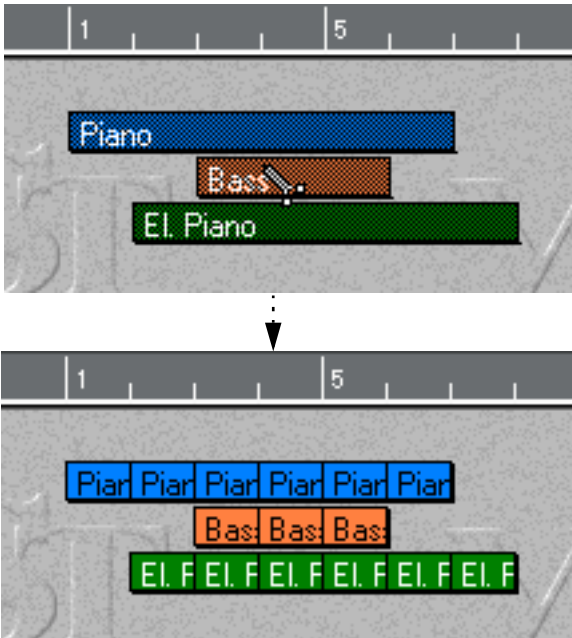 1 5
Piano
Bass
El. Piano
1 5
Piar Piar Piar Piar Piar Piar
Bas Bas Bas
El. F El. F El. F El. F El. F El. F